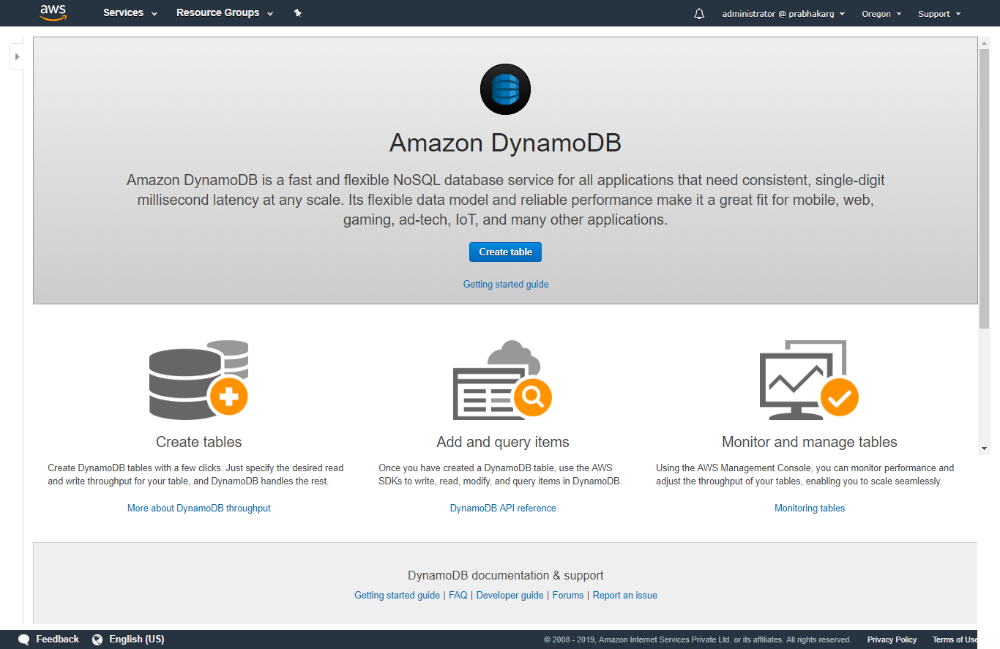 aws Services Resource Groups administrator @ prabhakarg Oregon Support
Amazon DynamoDB
Amazon DynamoDB is a fast and flexible NoSQL database service for all applications that need consistent, single-digit
millisecond latency at any scale. Its flexible data model and reliable performance make it a great fit for mobile, web,
gaming, ad-tech, IoT, and many other applications.
Create table
Getting started guide
Create tables
Create DynamoDB tables with a few clicks. Just specify the desired read
and write throughput for your table, and DynamoDB handles the rest.
More about DynamoDB throughput
Add and query items
Once you have created a DynamoDB table, use the AWS
SDKs to write, read, modify, and query items in DynamoDB.
DynamoDB API reference
Monitor and manage tables
Using the AWS Management Console, you can monitor performance and
adjust the throughput of your tables, enabling you to scale seamlessly.
Monitoring tables
DynamoDB documentation & support
Getting started guide | FAQ | Developer guide | Forums | Report an issue
Feedback English (US) © 2008 - 2019, Amazon Internet Services Private Ltd. or its affiliates. All rights reserved. Privacy Policy Terms of Use